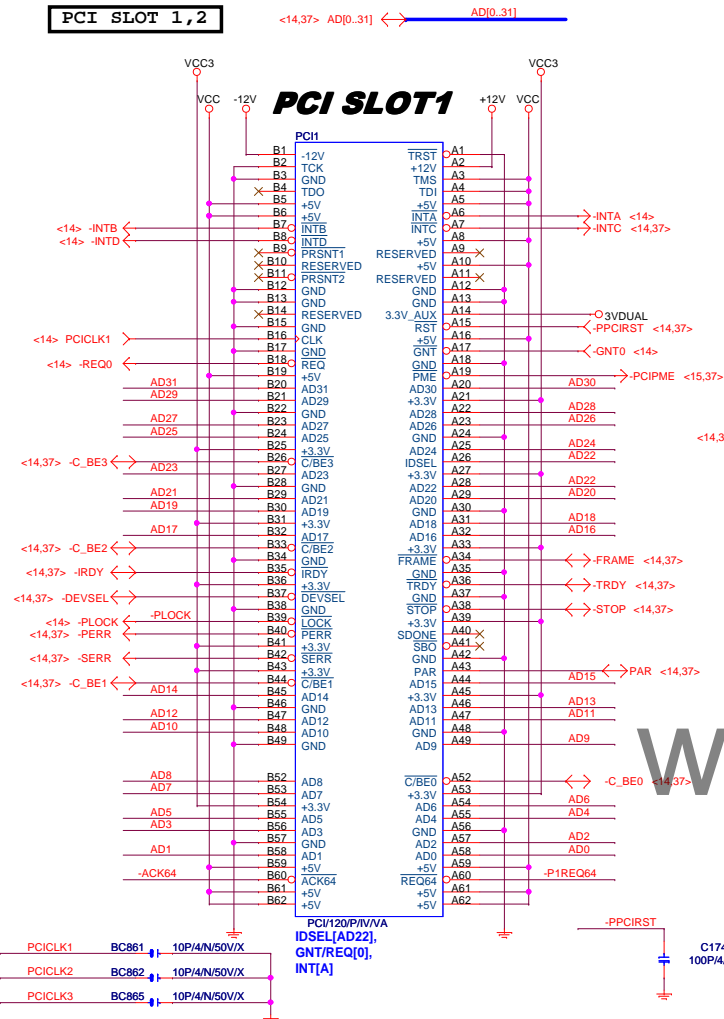 PCI SLOT 1,2
<14,37> AD[0..31] AD[0..31]
VCC3 VCC3
VCC -12V PCI SLOT1 +12V VCC
PCI1
B1 -12V TRST A1
B2 TCK +12V A2
B3 GND TMS A3
B4 TDO TDI A4
B5 +5V +5V A5
B6 +5V INTA A6 -INTA <14>
<14> -INTB B7 INTB INTC A7 -INTC <14,37>
<14> -INTD B8 INTD +5V A8
B9 PRSNT1 RESERVED A9
B10 RESERVED +5V A10
B11 PRSNT2 RESERVED A11
B12 GND GND A12
B13 GND GND A13
B14 RESERVED 3.3V_AUX A14 3VDUAL
B15 GND RST A15 -PPCIRST <14,37>
<14> PCICLK1 B16 CLK +5V A16
B17 GND GNT A17 -GNT0 <14>
<14> -REQ0 B18 REQ GND A18
B19 +5V PME A19 -PCIPME <15,37>
AD31 B20 AD31 AD30 A20 AD30
AD29 B21 AD29 +3.3V A21
B22 GND AD28 A22 AD28
AD27 B23 AD27 AD26 A23 AD26
AD25 B24 AD25 GND A24
B25 +3.3V AD24 A25 AD24
<14,37> -C_BE3 B26 C/BE3 IDSEL A26 AD22
AD23 B27 AD23 +3.3V A27
B28 GND AD22 A28 AD22
AD21 B29 AD21 AD20 A29 AD20
AD19 B30 AD19 GND A30
B31 +3.3V AD18 A31 AD18
AD17 B32 AD17 AD16 A32 AD16
<14,37> -C_BE2 B33 C/BE2 +3.3V A33
B34 GND FRAME A34 -FRAME <14,37>
<14,37> -IRDY B35 IRDY GND A35
B36 +3.3V TRDY A36 -TRDY <14,37>
<14,37> -DEVSEL B37 DEVSEL GND A37
B38 GND STOP A38 -STOP <14,37>
<14> -PLOCK -PLOCK B39 LOCK +3.3V A39
<14,37> -PERR B40 PERR SDONE A40
B41 +3.3V SBO A41
<14,37> -SERR B42 SERR GND A42
B43 +3.3V PAR A43 PAR <14,37>
<14,37> -C_BE1 B44 C/BE1 AD15 A44 AD15
AD14 B45 AD14 +3.3V A45
B46 GND AD13 A46 AD13
AD12 B47 AD12 AD11 A47 AD11
AD10 B48 AD10 GND A48
B49 GND AD9 A49 AD9
AD8 B52 AD8 C/BE0 A52 -C_BE0 <14,37>
AD7 B53 AD7 +3.3V A53
B54 +3.3V AD6 A54 AD6
AD5 B55 AD5 AD4 A55 AD4
AD3 B56 AD3 GND A56
B57 GND AD2 A57 AD2
AD1 B58 AD1 AD0 A58 AD0
B59 +5V +5V A59
-ACK64 B60 ACK64 REQ64 A60 -P1REQ64
B61 +5V +5V A61
B62 +5V +5V A62
PCI/120/P/IV/VA
IDSEL[AD22],
GNT/REQ[0],
INT[A]
PCICLK1 BC861 10P/4/N/50V/X
PCICLK2 BC862 10P/4/N/50V/X
PCICLK3 BC865 10P/4/N/50V/X
-PPCIRST
W